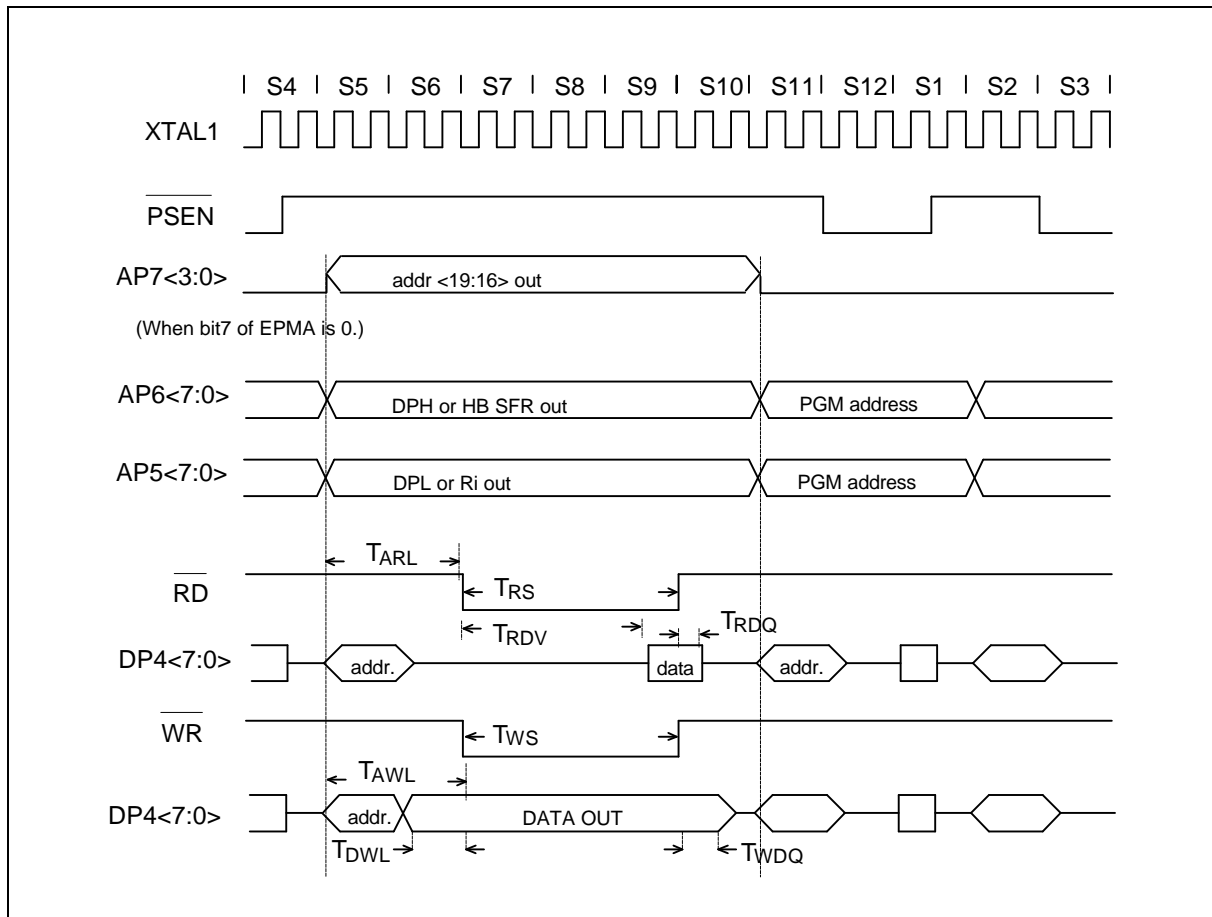 | S4 | S5 | S6 | S7 | S8 | S9 | S10 | S11 | S12 | S1 | S2 | S3 |
XTAL1
PSEN
AP7<3:0>
addr <19:16> out
(When bit7 of EPMA is 0.)
AP6<7:0>
DPH or HB SFR out
PGM address
AP5<7:0>
DPL or Ri out
PGM address
TARL
RD
TRS
TRDV
TRDQ
DP4<7:0>
addr.
data
addr.
WR
TWS
TAWL
DP4<7:0>
addr.
DATA OUT
TDWL
TWDQ